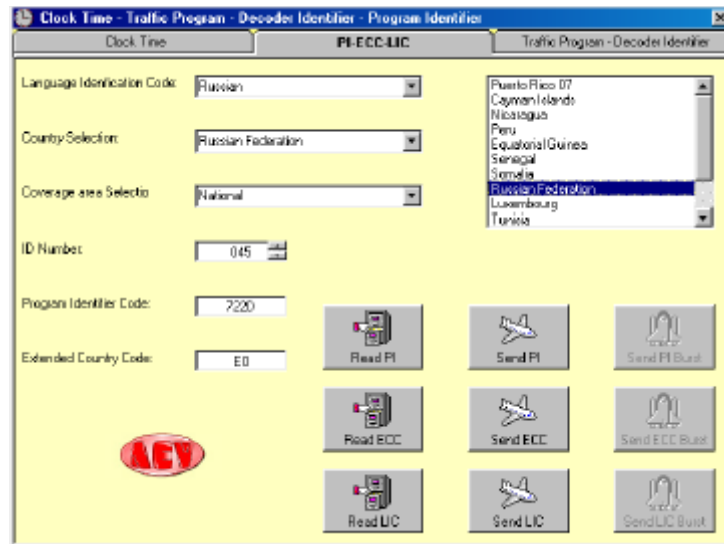 Clock Time - Traffic Program - Decoder Identifier - Program Identifier
Clock Time
PI-ECC-LIC
Traffic Program - Decoder Identifier
Language Idenfication Code:
Russian
Country Selection:
Russian Federation
Coverage area Selectio
National
ID Number:
045
Program Identifier Code:
7220
Extended Country Code:
E0
Puerto Rico 07
Cayman Islands
Nicaragua
Peru
Equatorial Guinea
Senegal
Somalia
Russian Federation
Luxembourg
Tunisia
Read PI
Send PI
Send PI Burst
Read ECC
Send ECC
Send ECC Burst
Read LIC
Send LIC
Send LIC Burst